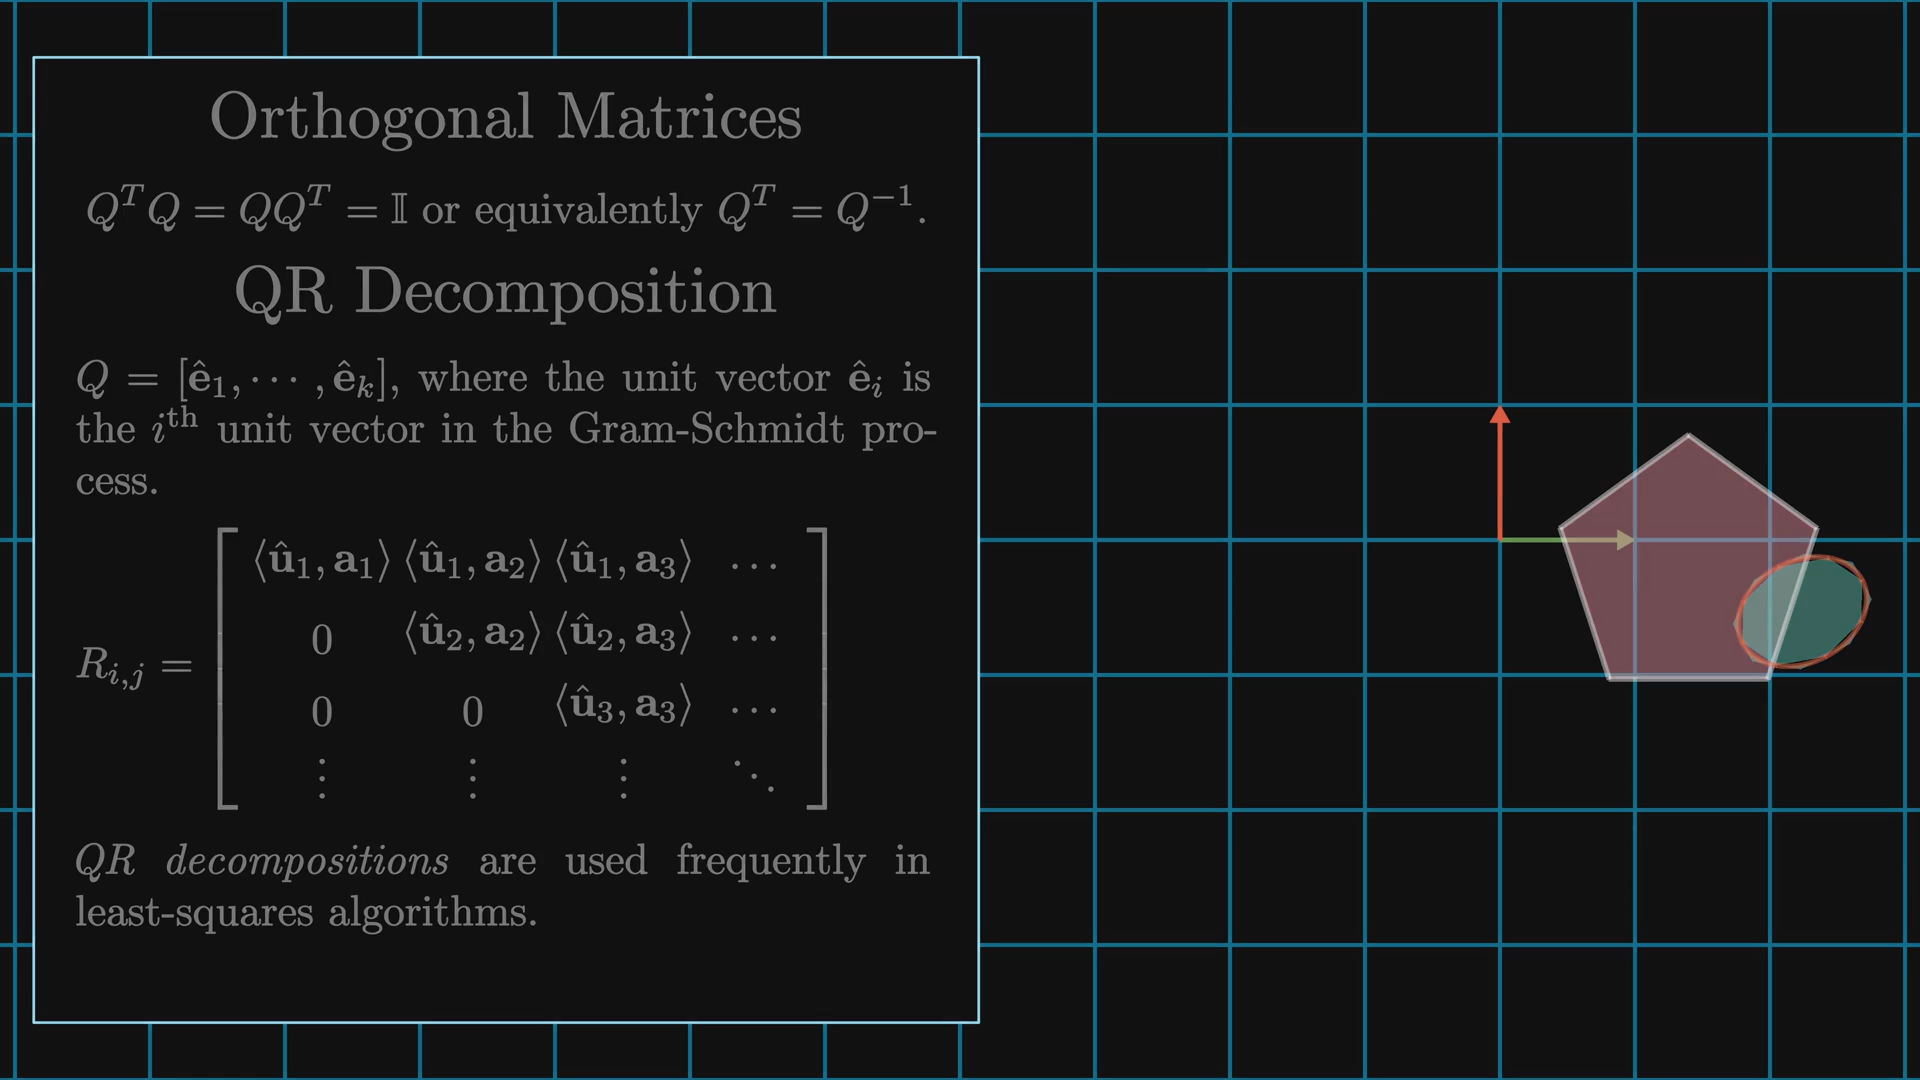 Orthogonal Matrices
Q^T Q = QQ^T = 𝕀 or equivalently Q^T = Q^{-1}.
QR Decomposition
Q = [ê_1, ⋯ , ê_k], where the unit vector ê_i is
the i^th unit vector in the Gram-Schmidt pro-
cess.
⟨û_1, a_1⟩ ⟨û_1, a_2⟩ ⟨û_1, a_3⟩ …
0 ⟨û_2, a_2⟩ ⟨û_2, a_3⟩ …
R_{i,j} =
0 0 ⟨û_3, a_3⟩ …
⋮ ⋮ ⋮ ⋱
QR decompositions are used frequently in
least-squares algorithms.